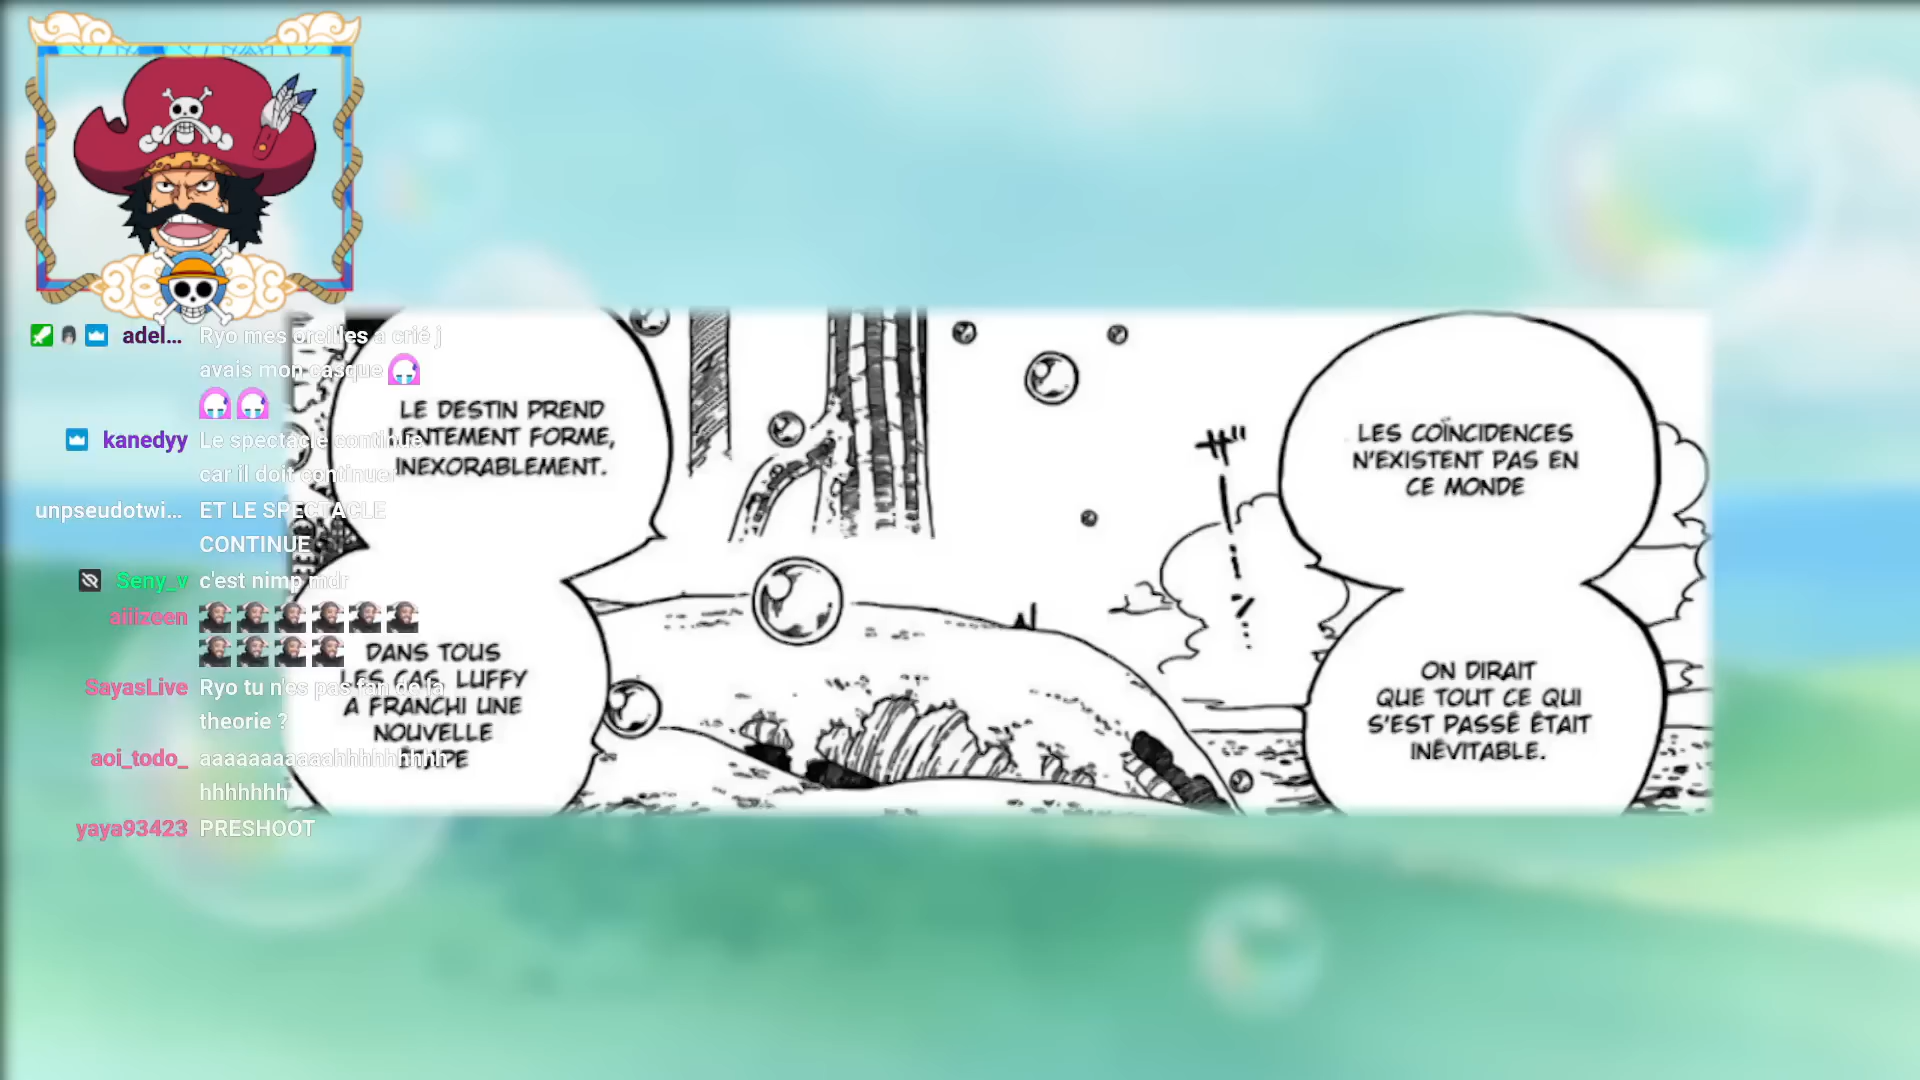 adel... Ryo mes oreilles a crié j
avais mon casque
kanedyy Le spectacle continue
car il doit continuer
unpseudotwi... ET LE SPECTACLE
CONTINUE
Seny_v c'est nimp mdr
aiiizeen
SayasLive Ryo tu n'es pas fan de la
theorie ?
aoi_todo_ aaaaaaaaaaahhhhhhhhh
hhhhhhh
yaya93423 PRESHOOT
LES COÏNCIDENCES
N'EXISTENT PAS EN
CE MONDE
ON DIRAIT
QUE TOUT CE QUI
S'EST PASSÉ ÉTAIT
INÉVITABLE.
LE DESTIN PREND
LENTEMENT FORME,
INEXORABLEMENT.
DANS TOUS
LES CAS, LUFFY
A FRANCHI UNE
NOUVELLE
ÉTAPE